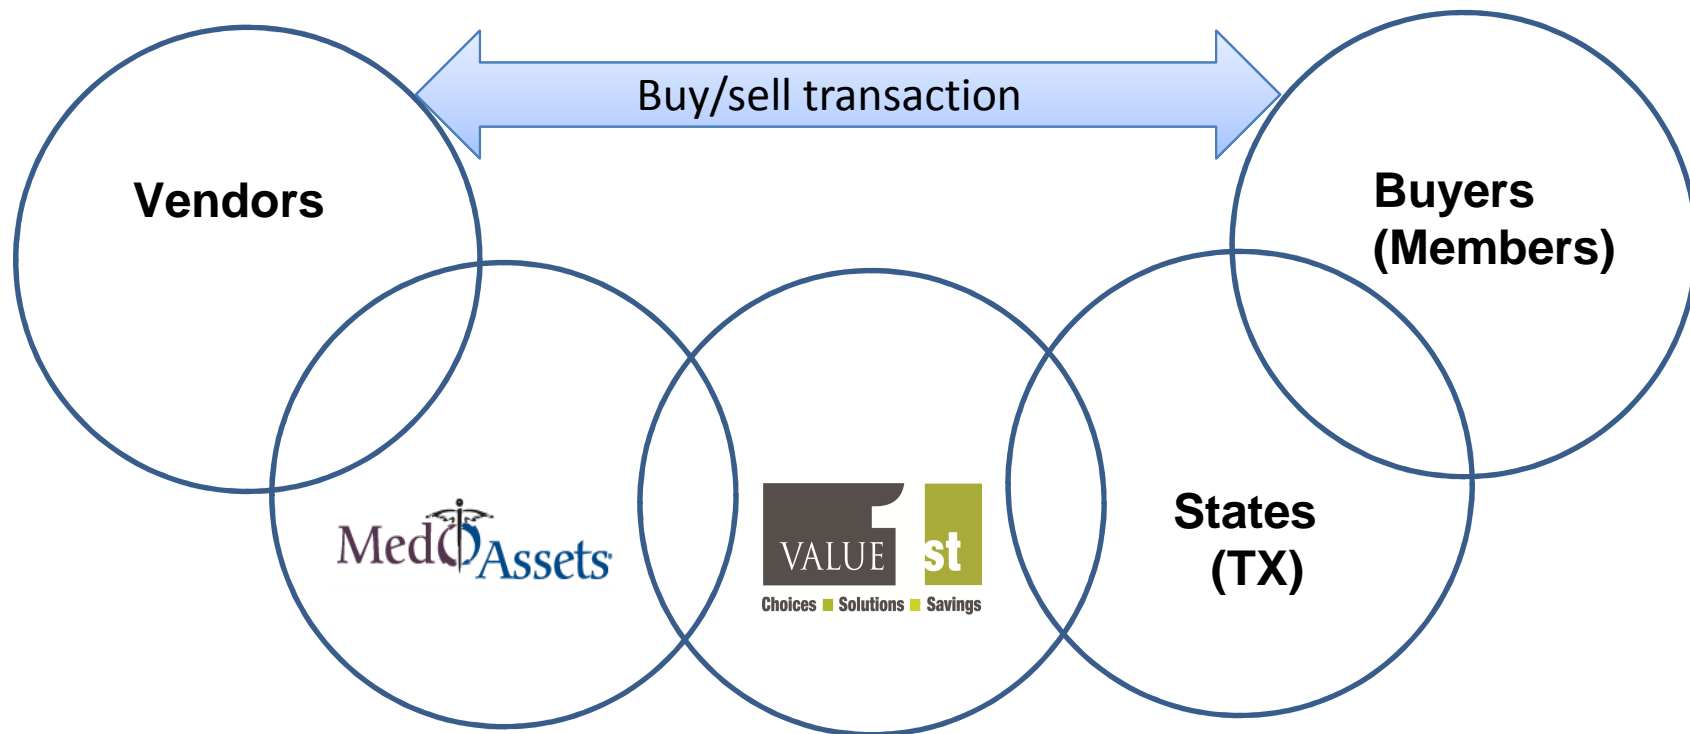 Buy/sell transaction
Vendors
Buyers
(Members)
MedAssets
VALUE 1st
Choices Solutions Savings
States
(TX)